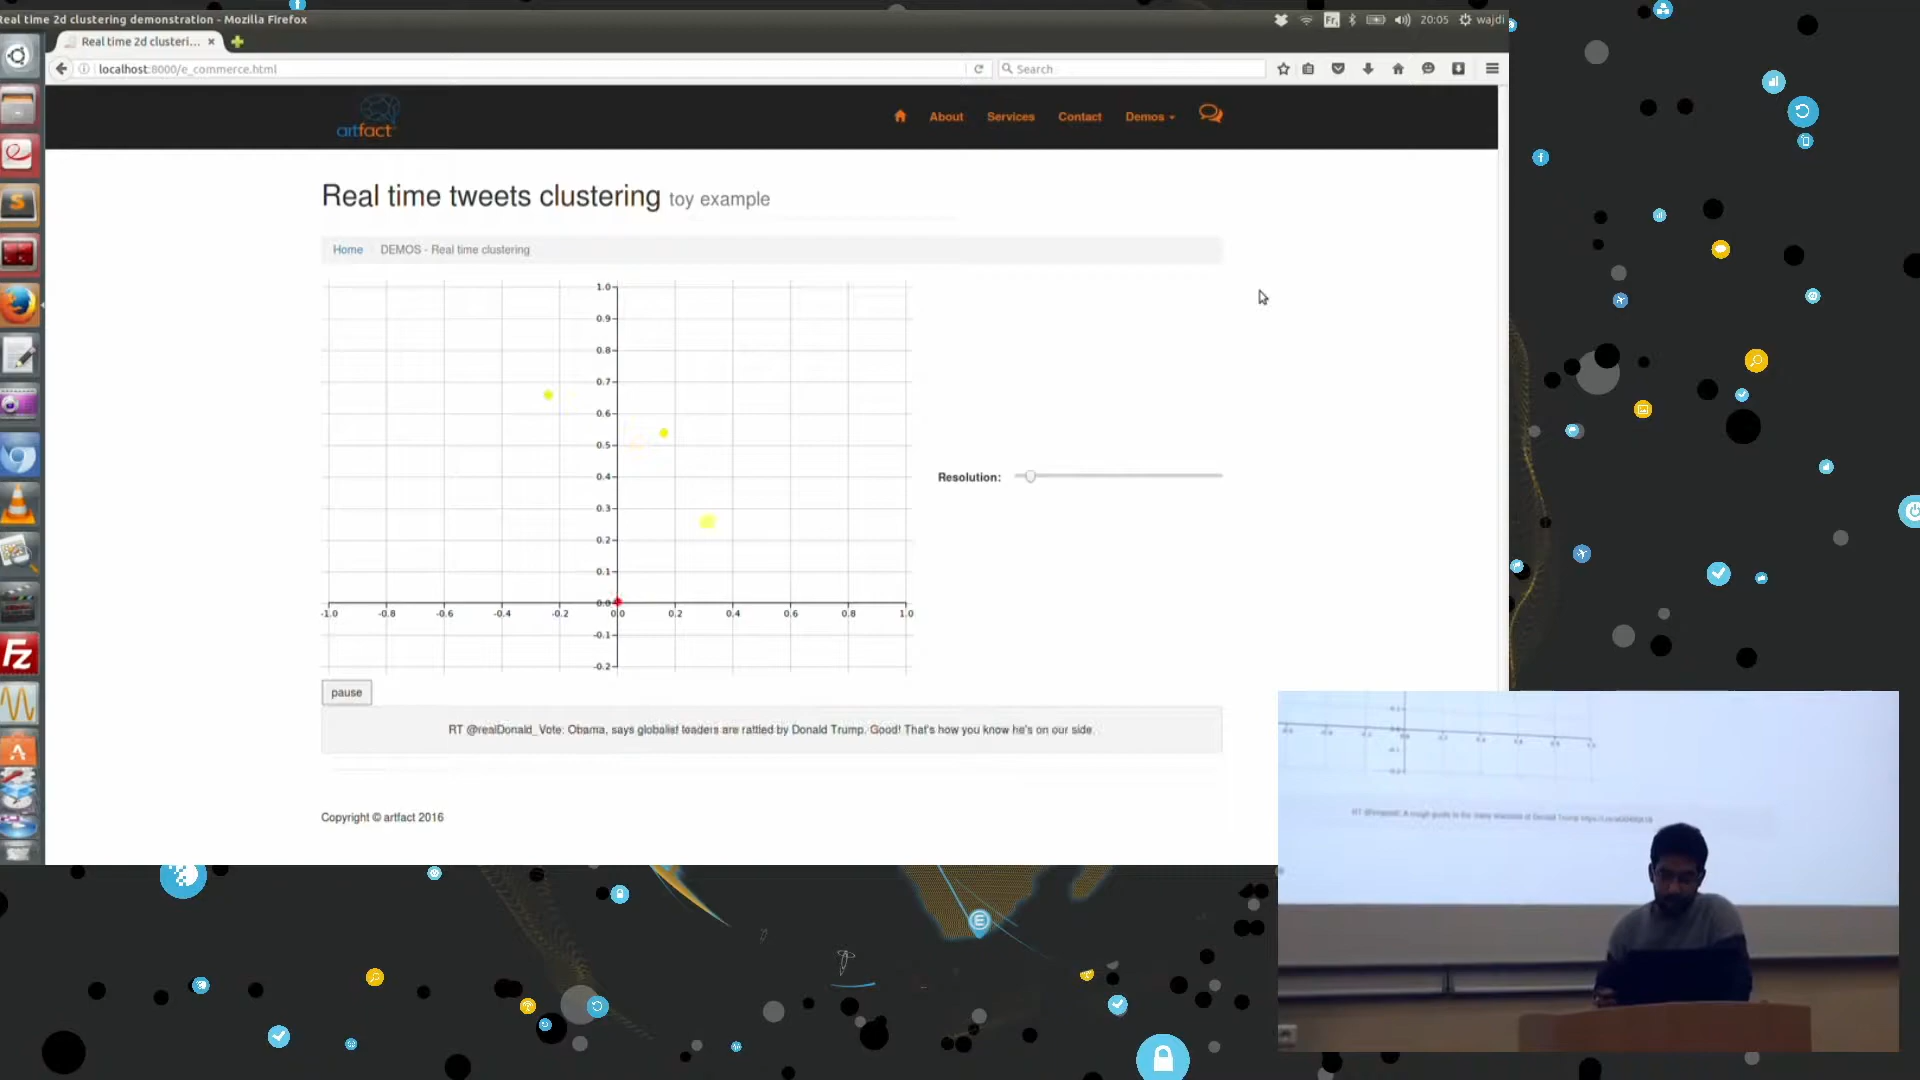 Real time 2d clustering demonstration - Mozilla Firefox
Fr
20:05
wajdi
Real time 2d clusteri...
localhost:8000/e_commerce.html
Search
artfact
About
Services
Contact
Demos
Real time tweets clustering toy example
Home
DEMOS - Real time clustering
1.0
0.9
0.8
0.7
0.6
0.5
0.4
0.3
0.2
0.1
0.0
-1.0 -0.8 -0.6 -0.4 -0.2 0.0 0.2 0.4 0.6 0.8 1.0
-0.1
-0.2
Resolution:
pause
RT @realDonald_Vote: Obama, says globalist leaders are rattled by Donald Trump. Good! That's how you know he's on our side.
Copyright © artfact 2016